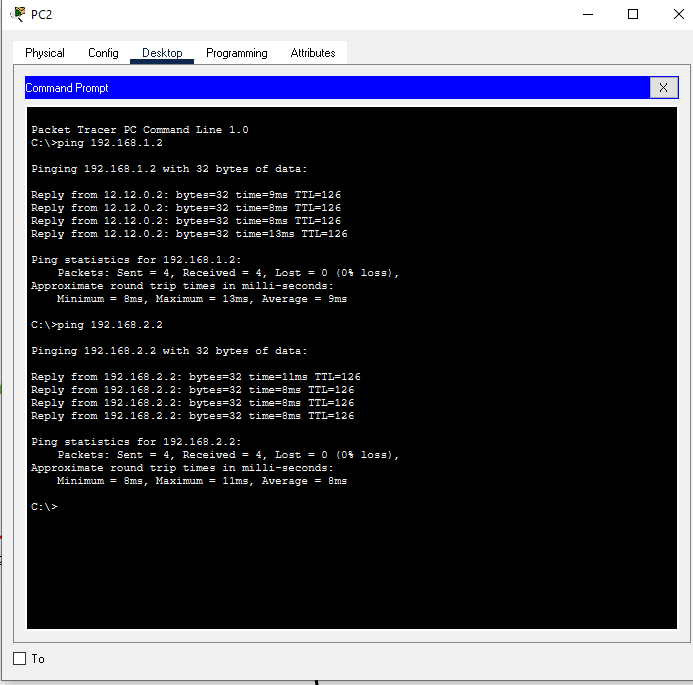 PC2
Physical Config Desktop Programming Attributes
Command Prompt
X
Packet Tracer PC Command Line 1.0
C:\>ping 192.168.1.2
Pinging 192.168.1.2 with 32 bytes of data:
Reply from 12.12.0.2: bytes=32 time=9ms TTL=126
Reply from 12.12.0.2: bytes=32 time=8ms TTL=126
Reply from 12.12.0.2: bytes=32 time=8ms TTL=126
Reply from 12.12.0.2: bytes=32 time=13ms TTL=126
Ping statistics for 192.168.1.2:
Packets: Sent = 4, Received = 4, Lost = 0 (0% loss),
Approximate round trip times in milli-seconds:
Minimum = 8ms, Maximum = 13ms, Average = 9ms
C:\>ping 192.168.2.2
Pinging 192.168.2.2 with 32 bytes of data:
Reply from 192.168.2.2: bytes=32 time=11ms TTL=126
Reply from 192.168.2.2: bytes=32 time=8ms TTL=126
Reply from 192.168.2.2: bytes=32 time=8ms TTL=126
Reply from 192.168.2.2: bytes=32 time=8ms TTL=126
Ping statistics for 192.168.2.2:
Packets: Sent = 4, Received = 4, Lost = 0 (0% loss),
Approximate round trip times in milli-seconds:
Minimum = 8ms, Maximum = 11ms, Average = 8ms
C:\>
To